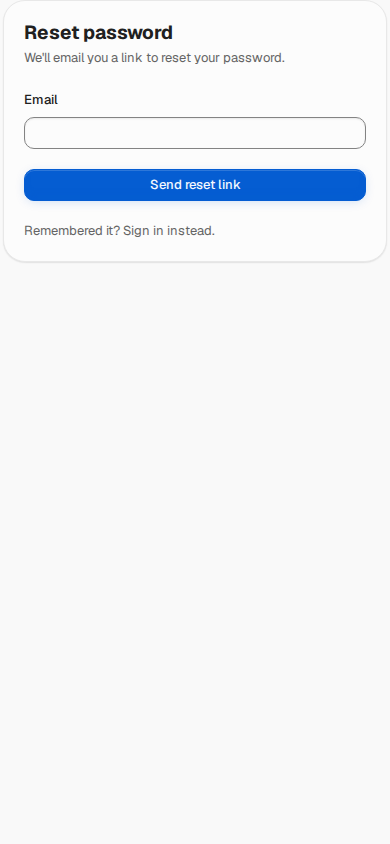 Reset password
We'll email you a link to reset your password.
Email
Send reset link
Remembered it? Sign in instead.